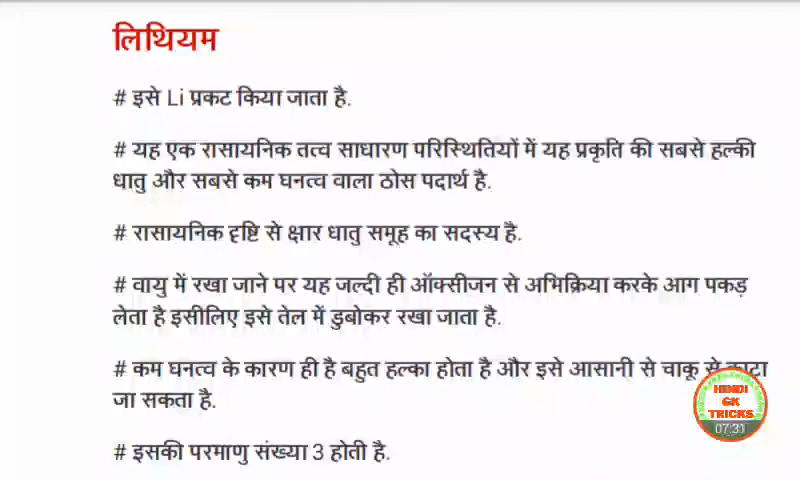 लिथियम
# इसे Li प्रकट किया जाता है.
# यह एक रासायनिक तत्व साधारण परिस्थितियों में यह प्रकृति की सबसे हल्की
धातु और सबसे कम घनत्व वाला ठोस पदार्थ है.
# रासायनिक दृष्टि से क्षार धातु समूह का सदस्य है.
# वायु में रखा जाने पर यह जल्दी ही ऑक्सीजन से अभिक्रिया करके आग पकड़
लेता है इसीलिए इसे तेल में डुबोकर रखा जाता है.
# कम घनत्व के कारण ही है बहुत हल्का होता है और इसे आसानी से चाकू से काटा
जा सकता है.
# इसकी परमाणु संख्या 3 होती है.
HINDI
GK
TRICKS
07:31